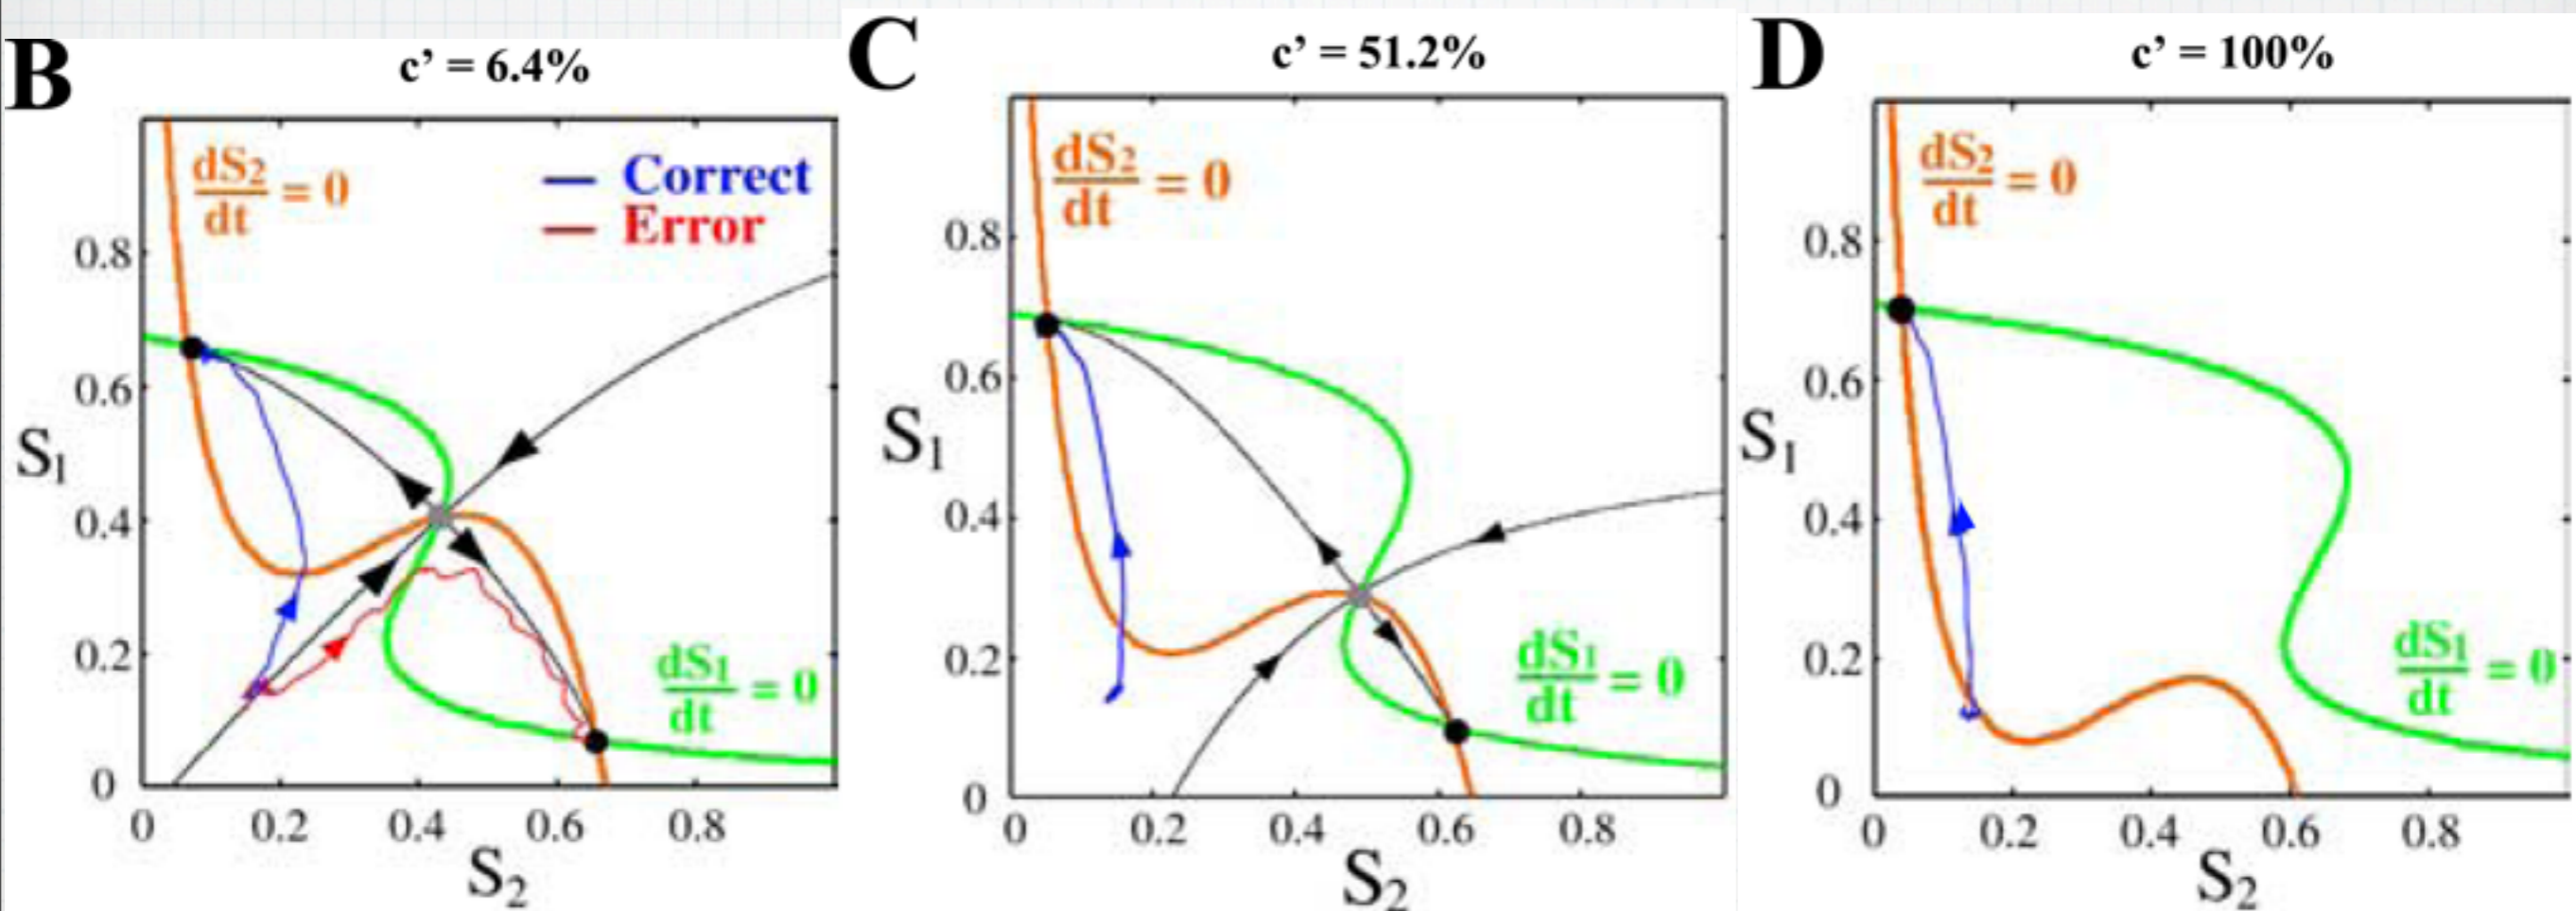 B
c’ = 6.4%
dS₂/dt = 0
Correct
Error
0.8
0.6
S₁
0.4
0.2
dS₁/dt = 0
0
0 0.2 0.4 0.6 0.8
S₂
C
c’ = 51.2%
dS₂/dt = 0
0.8
0.6
S₁
0.4
0.2
dS₁/dt = 0
0
0 0.2 0.4 0.6 0.8
S₂
D
c’ = 100%
dS₂/dt = 0
0.8
0.6
S₁
0.4
0.2
dS₁/dt = 0
0
0 0.2 0.4 0.6 0.8
S₂